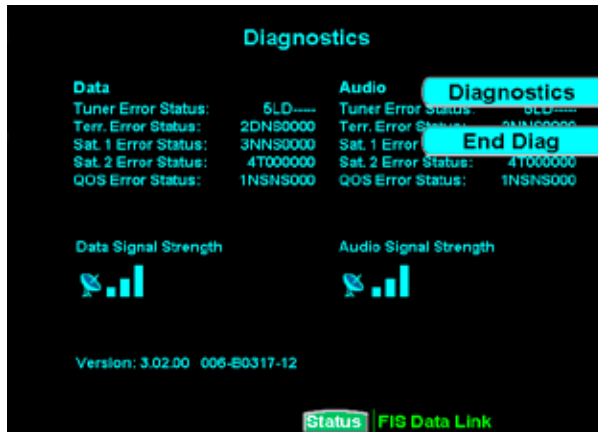 Diagnostics
Data
Tuner Error Status: 5LD-----
Terr. Error Status: 2DNS0000
Sat. 1 Error Status: 3NNS0000
Sat. 2 Error Status: 4T000000
QOS Error Status: 1NSNS000
Audio
Tuner Error Status:
Terr. Error
Sat. 1 Error
Sat. 2 Error Status: 4T000000
QOS Error Status: 1NSNS000
Diagnostics
End Diag
Data Signal Strength
Audio Signal Strength
Version: 3.02.00 006-B0317-12
Status FIS Data Link